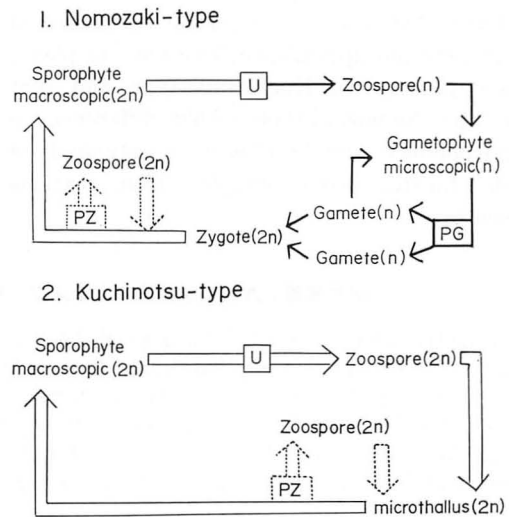 1. Nomozaki-type
Sporophyte
macroscopic(2n)
U
Zoospore(n)
Zoospore(2n)
PZ
Gametophyte
microscopic(n)
Gamete(n)
Zygote(2n)
PG
Gamete(n)
2. Kuchinotsu-type
Sporophyte
macroscopic(2n)
U
Zoospore(2n)
Zoospore(2n)
PZ
microthallus(2n)